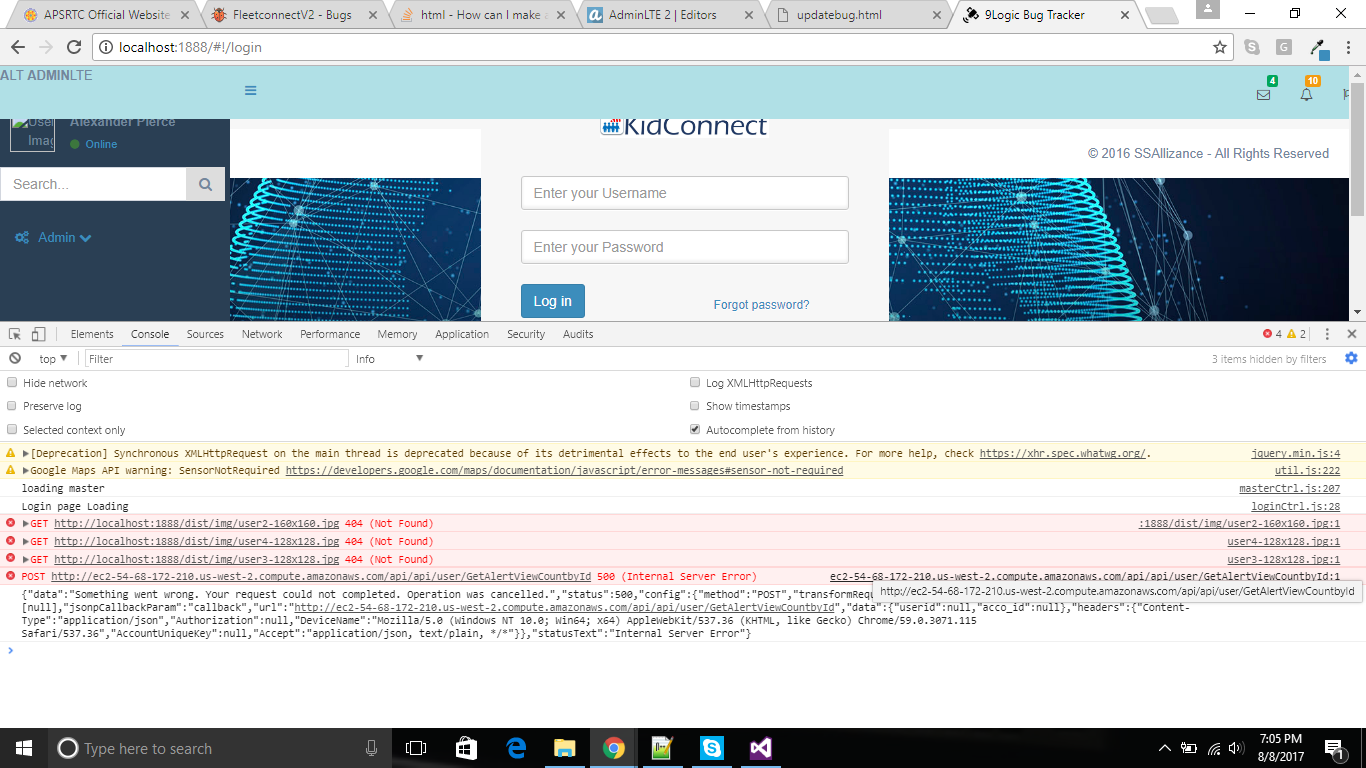 APSRTC Official Website
FleetconnectV2 - Bugs
html - How can I make
AdminLTE 2 | Editors
updatebug.html
9Logic Bug Tracker
localhost:1888/#!/login
ALT ADMINLTE
4
10
Alexander Pierce
Online
Search...
Admin
KidConnect
© 2016 SSAllizance - All Rights Reserved
Enter your Username
Enter your Password
Log in
Forgot password?
Elements Console Sources Network Performance Memory Application Security Audits
4 2
top Filter Info 3 items hidden by filters
Hide network Log XMLHttpRequests
Preserve log Show timestamps
Selected context only Autocomplete from history
[Deprecation] Synchronous XMLHttpRequest on the main thread is deprecated because of its detrimental effects to the end user's experience. For more help, check https://xhr.spec.whatwg.org/. jquery.min.js:4
Google Maps API warning: SensorNotRequired https://developers.google.com/maps/documentation/javascript/error-messages#sensor-not-required util.js:222
loading master masterCtrl.js:207
Login page Loading loginCtrl.js:28
GET http://localhost:1888/dist/img/user2-160x160.jpg 404 (Not Found) :1888/dist/img/user2-160x160.jpg:1
GET http://localhost:1888/dist/img/user4-128x128.jpg 404 (Not Found) user4-128x128.jpg:1
GET http://localhost:1888/dist/img/user3-128x128.jpg 404 (Not Found) user3-128x128.jpg:1
POST http://ec2-54-68-172-210.us-west-2.compute.amazonaws.com/api/api/user/GetAlertViewCountbyId 500 (Internal Server Error) ec2-54-68-172-210.us-west-2.compute.amazonaws.com/api/api/user/GetAlertViewCountbyId:1
{"data":"Something went wrong. Your request could not completed. Operation was cancelled.","status":500,"config":{"method":"POST","transformRequ
http://ec2-54-68-172-210.us-west-2.compute.amazonaws.com/api/api/user/GetAlertViewCountbyId
[null],"jsonpCallbackParam":"callback","url":"http://ec2-54-68-172-210.us-west-2.compute.amazonaws.com/api/api/user/GetAlertViewCountbyId","data":{"userid":null,"acco_id":null},"headers":{"Content-
Type":"application/json","Authorization":null,"DeviceName":"Mozilla/5.0 (Windows NT 10.0; Win64; x64) AppleWebKit/537.36 (KHTML, like Gecko) Chrome/59.0.3071.115
Safari/537.36","AccountUniqueKey":null,"Accept":"application/json, text/plain, */*"}},"statusText":"Internal Server Error"}
Type here to search
7:05 PM
8/8/2017
1